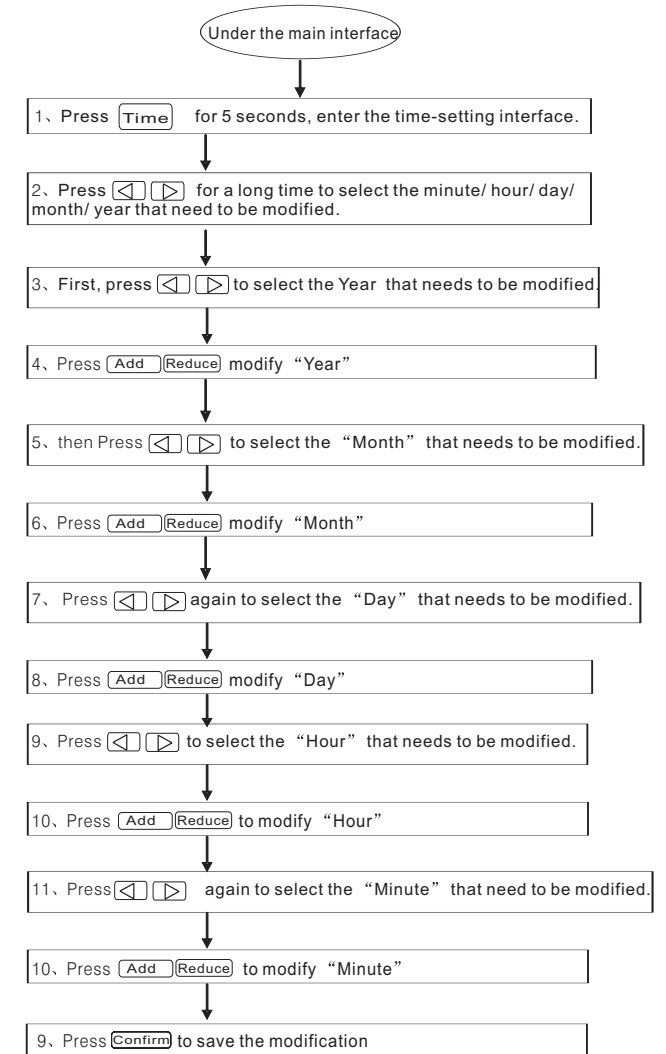 Under the main interface
1、Press Time for 5 seconds, enter the time-setting interface.
2、Press ◁ ▷ for a long time to select the minute/ hour/ day/
month/ year that need to be modified.
3、First, press ◁ ▷ to select the Year that needs to be modified.
4、Press Add Reduce modify “Year”
5、then Press ◁ ▷ to select the “Month” that needs to be modified.
6、Press Add Reduce modify “Month”
7、Press ◁ ▷ again to select the “Day” that needs to be modified.
8、Press Add Reduce modify “Day”
9、Press ◁ ▷ to select the “Hour” that needs to be modified.
10、Press Add Reduce to modify “Hour”
11、Press ◁ ▷ again to select the “Minute” that need to be modified.
10、Press Add Reduce to modify “Minute”
9、Press Confirm to save the modification